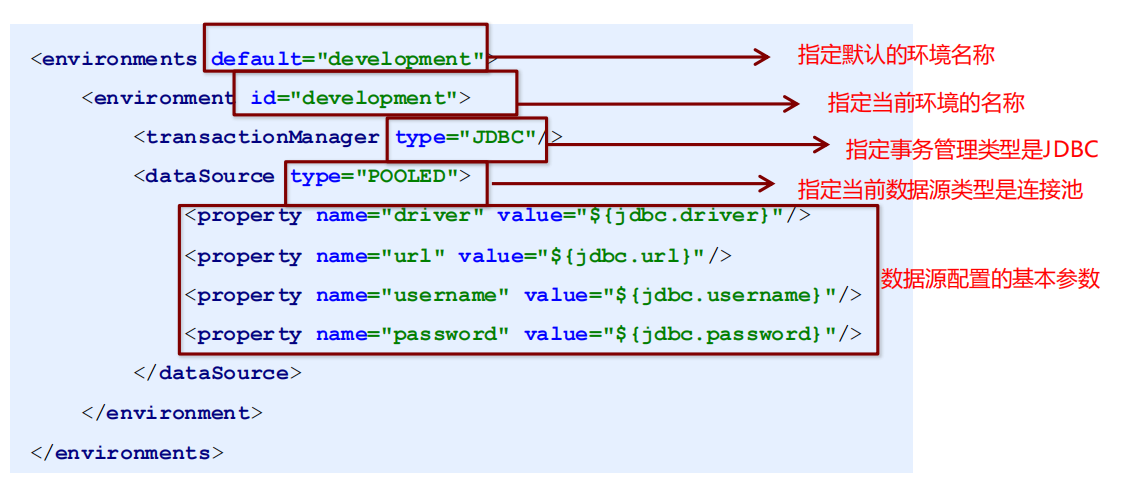 <environments default="development">
指定默认的环境名称
<environment id="development">
指定当前环境的名称
<transactionManager type="JDBC"/>
指定事务管理类型是JDBC
<dataSource type="POOLED">
指定当前数据源类型是连接池
<property name="driver" value="${jdbc.driver}"/>
<property name="url" value="${jdbc.url}"/>
<property name="username" value="${jdbc.username}"/>
<property name="password" value="${jdbc.password}"/>
数据源配置的基本参数
</dataSource>
</environment>
</environments>